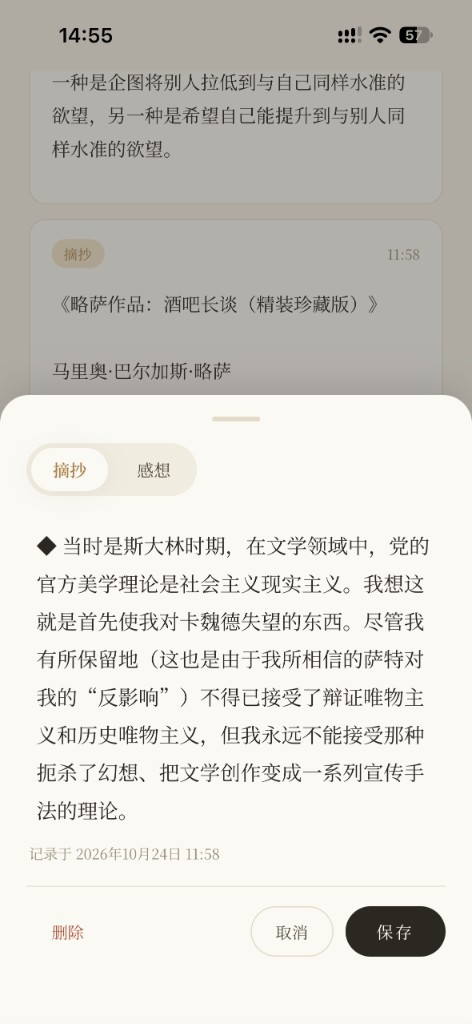 14:55
57
一种是企图将别人拉低到与自己同样水准的
欲望，另一种是希望自己能提升到与别人同
样水准的欲望。
摘抄
11:58
《略萨作品：酒吧长谈（精装珍藏版）》
马里奥·巴尔加斯·略萨
摘抄
感想
◆ 当时是斯大林时期，在文学领域中，党的
官方美学理论是社会主义现实主义。我想这
就是首先使我对卡魏德失望的东西。尽管我
有所保留地（这也是由于我所相信的萨特对
我的“反影响”）不得已接受了辩证唯物主
义和历史唯物主义，但我永远不能接受那种
扼杀了幻想、把文学创作变成一系列宣传手
法的理论。
记录于 2026年10月24日 11:58
删除
取消
保存